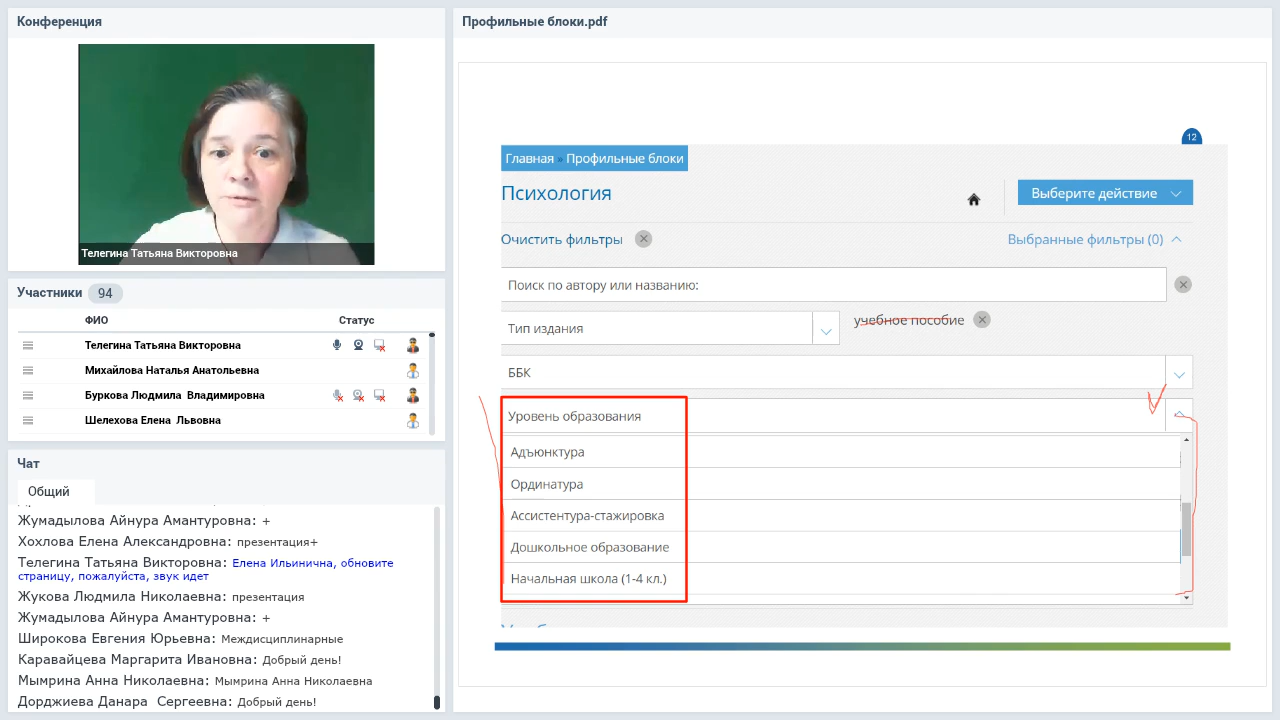 Конференция
Телегина Татьяна Викторовна
Участники 94
ФИО Статус
Телегина Татьяна Викторовна
Михайлова Наталья Анатольевна
Буркова Людмила Владимировна
Шелехова Елена Львовна
Чат
Общий
Жумадылова Айнура Амантуровна: +
Хохлова Елена Александровна: презентация+
Телегина Татьяна Викторовна: Елена Ильинична, обновите
страницу, пожалуйста, звук идет
Жукова Людмила Николаевна: презентация
Жумадылова Айнура Амантуровна: +
Широкова Евгения Юрьевна: Междисциплинарные
Каравайцева Маргарита Ивановна: Добрый день!
Мымрина Анна Николаевна: Мымрина Анна Николаевна
Дорджиева Данара Сергеевна: Добрый день!
Профильные блоки.pdf
12
Главная » Профильные блоки
Психология
Выберите действие
Очистить фильтры
Выбранные фильтры (0)
Поиск по автору или названию:
Тип издания
учебное пособие
ББК
Уровень образования
Адъюнктура
Ординатура
Ассистентура-стажировка
Дошкольное образование
Начальная школа (1-4 кл.)